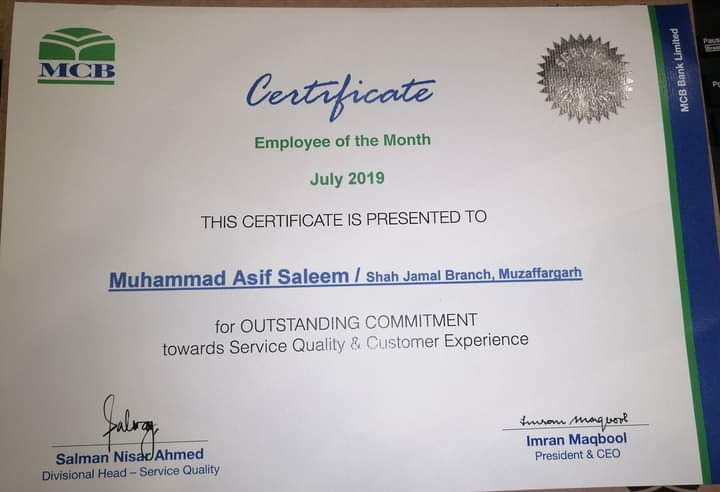 MCB
MCB Bank Limited
Certificate
Employee of the Month
July 2019
THIS CERTIFICATE IS PRESENTED TO
Muhammad Asif Saleem / Shah Jamal Branch, Muzaffargarh
for OUTSTANDING COMMITMENT
towards Service Quality & Customer Experience
Salman Nisar Ahmed
Divisional Head – Service Quality
Imran Maqbool
Imran Maqbool
President & CEO